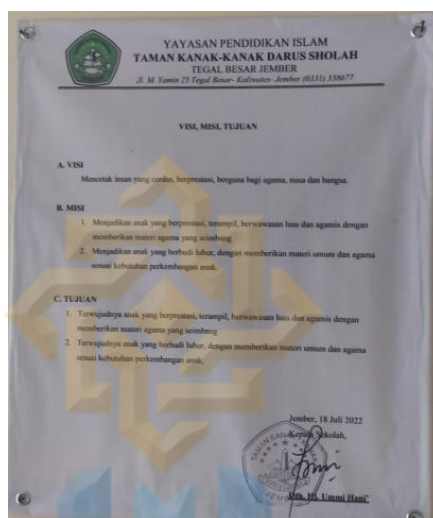 YAYASAN PENDIDIKAN ISLAM
TAMAN KANAK-KANAK DARUS SHOLAH
TEGAL BESAR JEMBER
Jl. M. Yamin 25 Tegal Besar- Kaliwates- Jember (0331) 338677
VISI, MISI, TUJUAN
A. VISI
Mencetak insan yang cerdas, berprestasi, berguna bagi agama, nusa dan bangsa.
B. MISI
1. Menjadikan anak yang berprestasi, terampil, berwawasan luas dan agamis dengan
memberikan materi agama yang seimbang
2. Menjadikan anak yang berbudi luhur, dengan memberikan materi umum dan agama
sesuai kebutuhan perkembangan anak.
C. TUJUAN
1. Terwujudnya anak yang berprestasi, terampil, berwawasan luas dan agamis dengan
memberikan materi agama yang seimbang
2. Terwujudnya anak yang berbudi luhur, dengan memberikan materi umum dan agama
sesuai kebutuhan perkembangan anak.
Jember, 18 Juli 2022
Kepala Sekolah,
TAMAN KANAK
JEMBER
Dra. Hj. Ummi Hani'